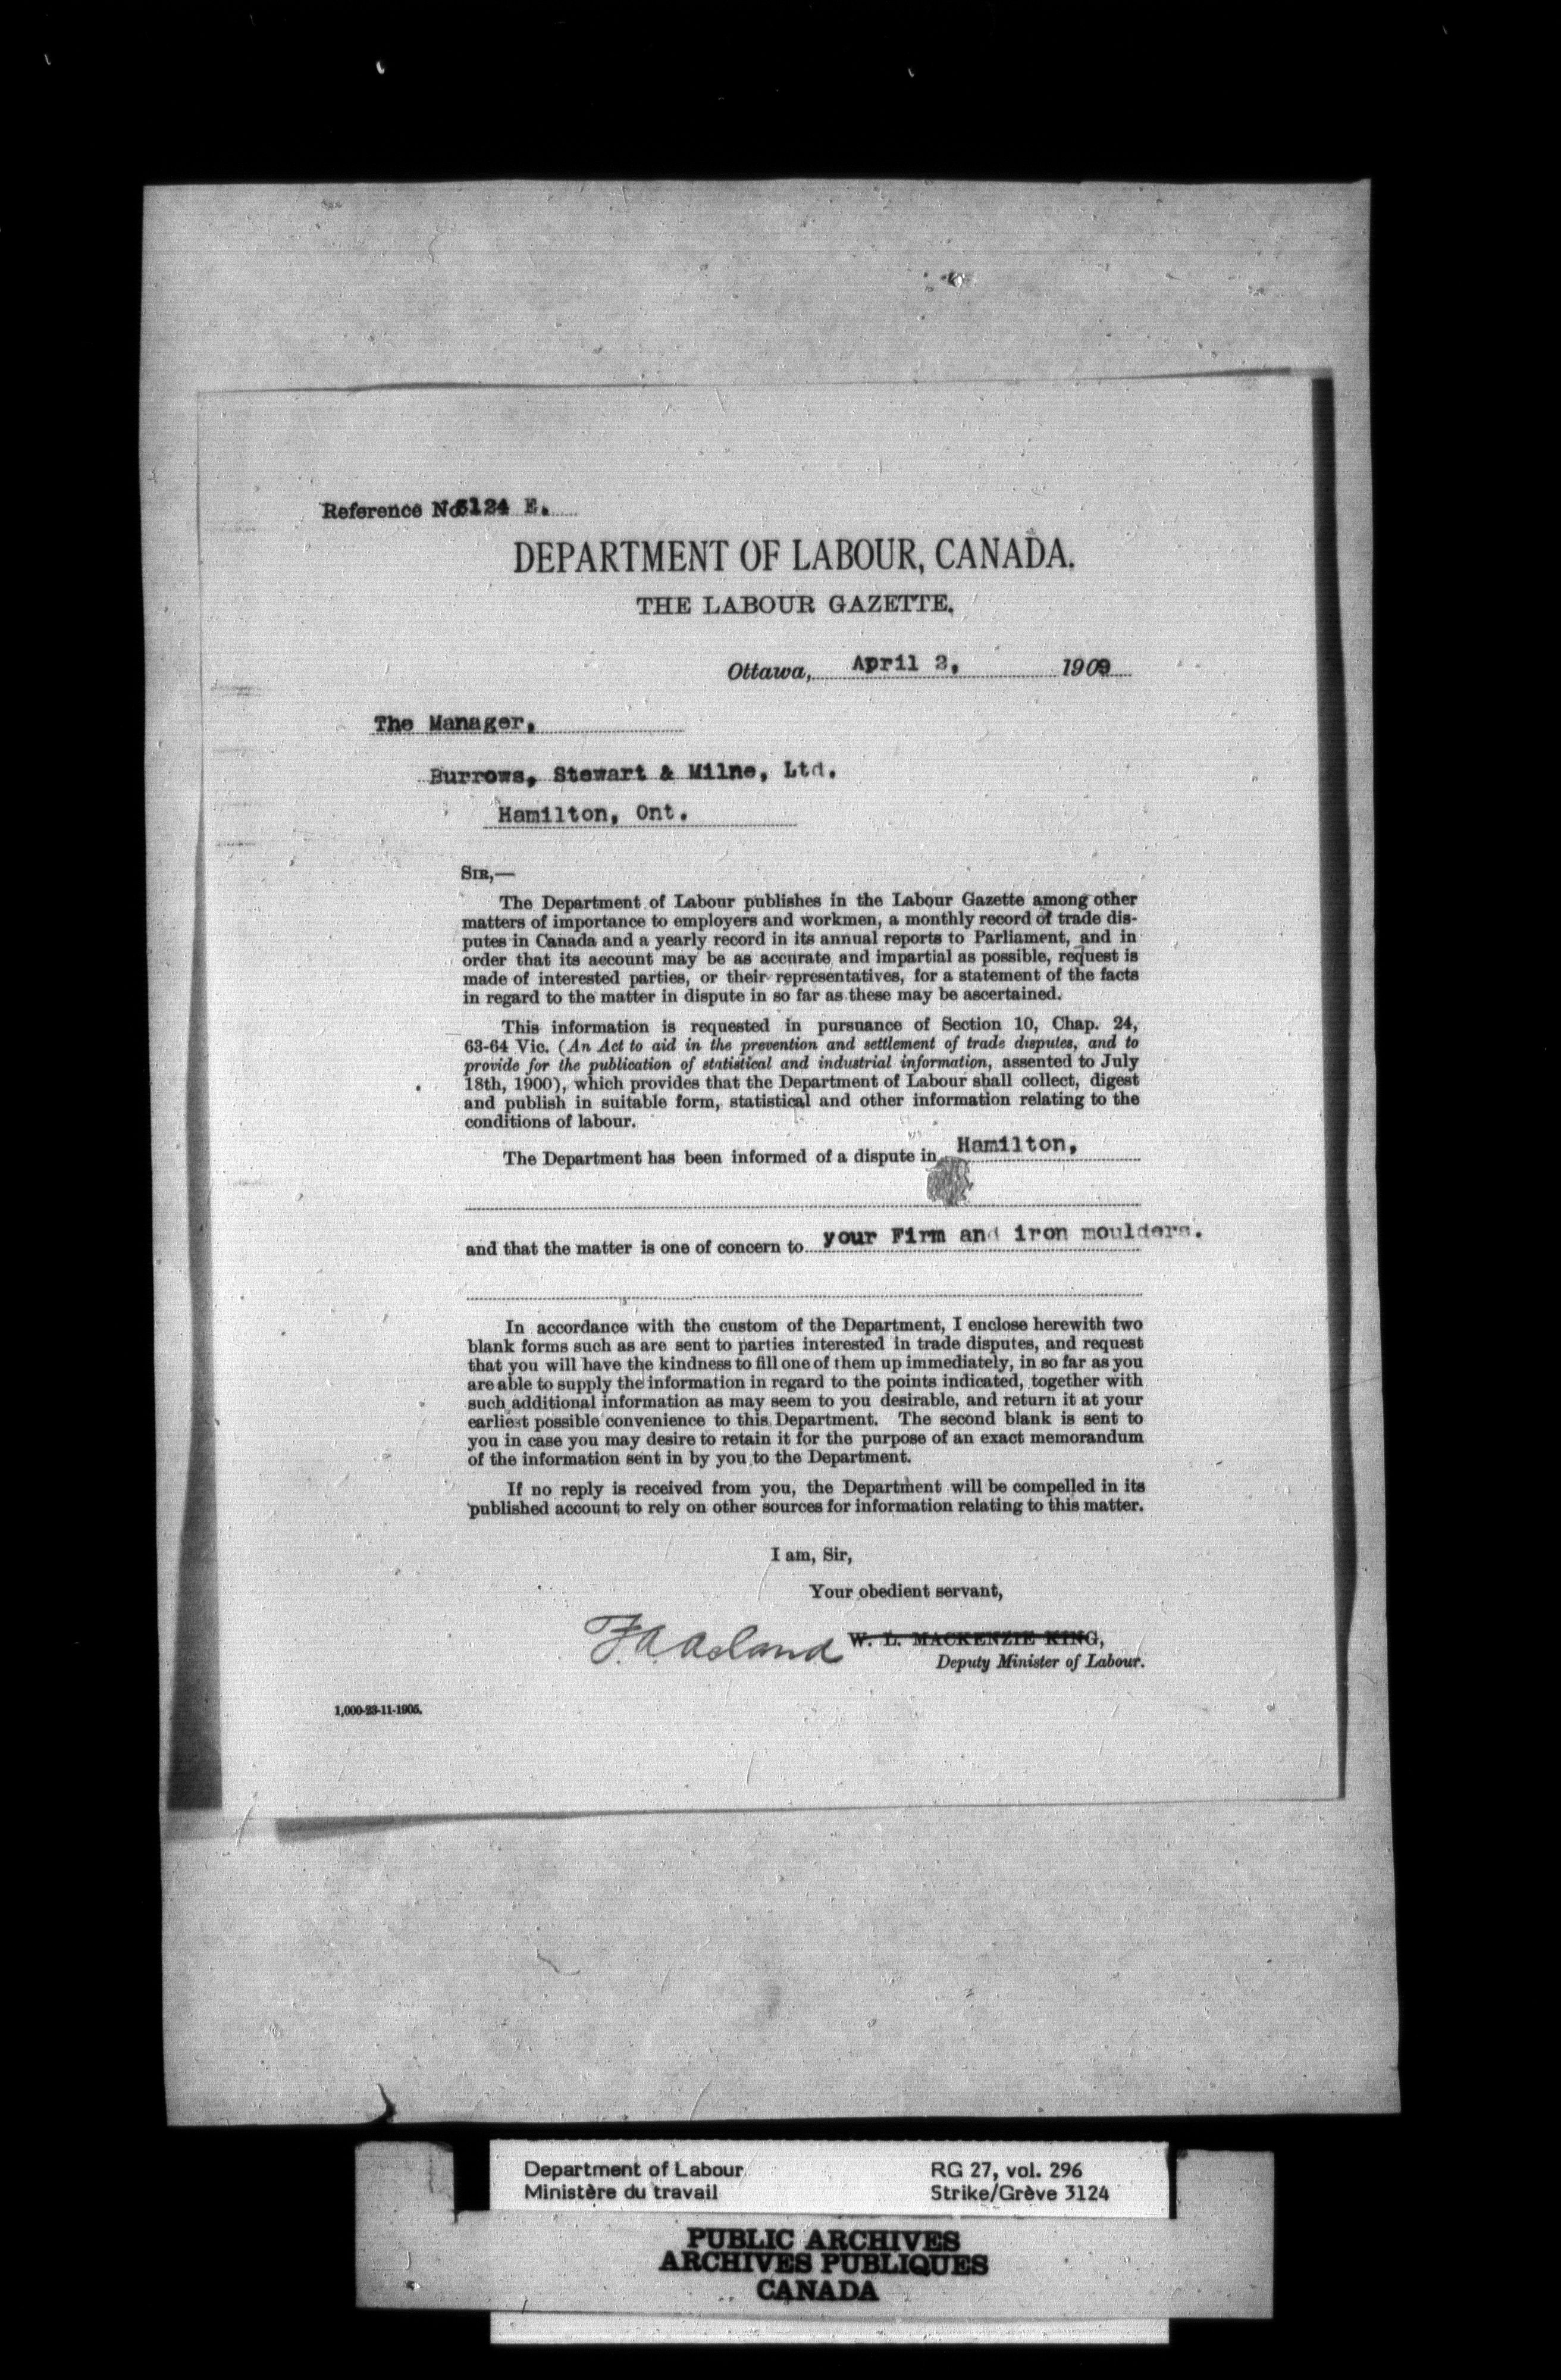 Reference No 3124 E.
DEPARTMENT OF LABOUR, CANADA.
THE LABOUR GAZETTE.
Ottawa, April 2, 1909
The Manager,
Burrows, Stewart & Milne, Ltd.
Hamilton, Ont.
SIR,—
The Department of Labour publishes in the Labour Gazette among other
matters of importance to employers and workmen, a monthly record of trade dis-
putes in Canada and a yearly record in its annual reports to Parliament, and in
order that its account may be as accurate and impartial as possible, request is
made of interested parties, or their representatives, for a statement of the facts
in regard to the matter in dispute in so far as these may be ascertained.
This information is requested in pursuance of Section 10, Chap. 24,
63-64 Vic. (An Act to aid in the prevention and settlement of trade disputes, and to
provide for the publication of statistical and industrial information, assented to July
18th, 1900), which provides that the Department of Labour shall collect, digest
and publish in suitable form, statistical and other information relating to the
conditions of labour.
The Department has been informed of a dispute in Hamilton,
and that the matter is one of concern to your Firm and iron moulders.
In accordance with the custom of the Department, I enclose herewith two
blank forms such as are sent to parties interested in trade disputes, and request
that you will have the kindness to fill one of them up immediately, in so far as you
are able to supply the information in regard to the points indicated, together with
such additional information as may seem to you desirable, and return it at your
earliest possible convenience to this Department. The second blank is sent to
you in case you may desire to retain it for the purpose of an exact memorandum
of the information sent in by you to the Department.
If no reply is received from you, the Department will be compelled in its
published account to rely on other sources for information relating to this matter.
I am, Sir,
Your obedient servant,
F. A. Acland W. L. MACKENZIE KING,
Deputy Minister of Labour.
1,000-23-11-1905.
Department of Labour RG 27, vol. 296
Ministère du travail Strike/Grève 3124
PUBLIC ARCHIVES
ARCHIVES PUBLIQUES
CANADA